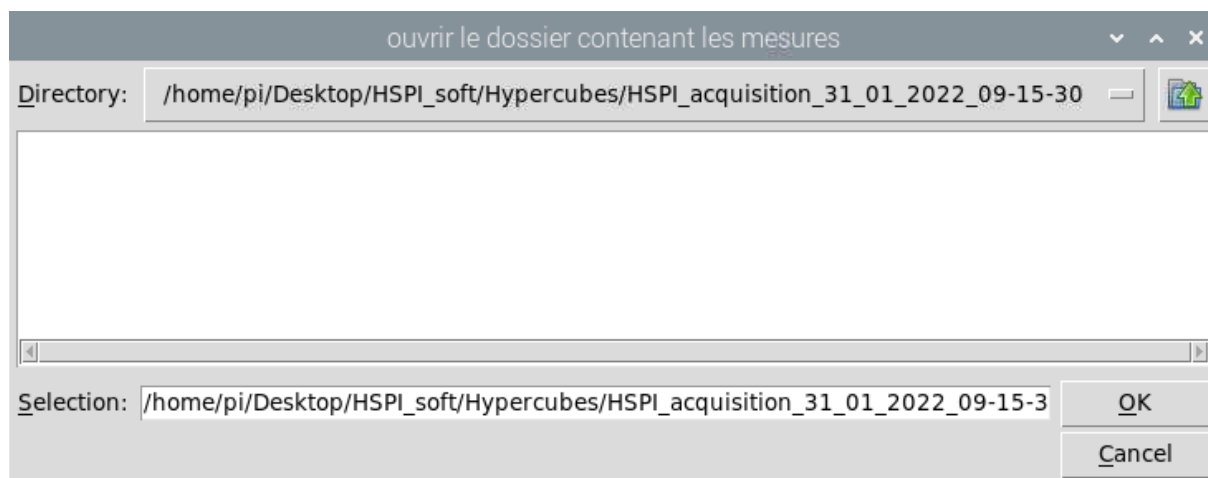 ouvrir le dossier contenant les mesures
Directory: /home/pi/Desktop/HSPI_soft/Hypercubes/HSPI_acquisition_31_01_2022_09-15-30
Selection: /home/pi/Desktop/HSPI_soft/Hypercubes/HSPI_acquisition_31_01_2022_09-15-3 OK
Cancel